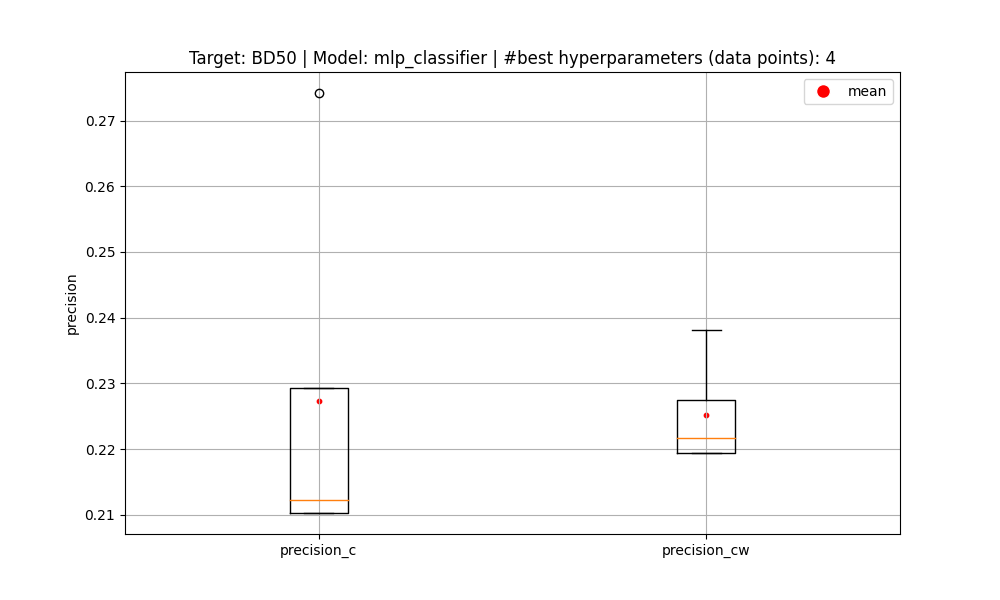 Target: BD50 | Model: mlp_classifier | #best hyperparameters (data points): 4
mean
0.27
0.26
0.25
0.24
0.23
0.22
0.21
precision
precision_c
precision_cw